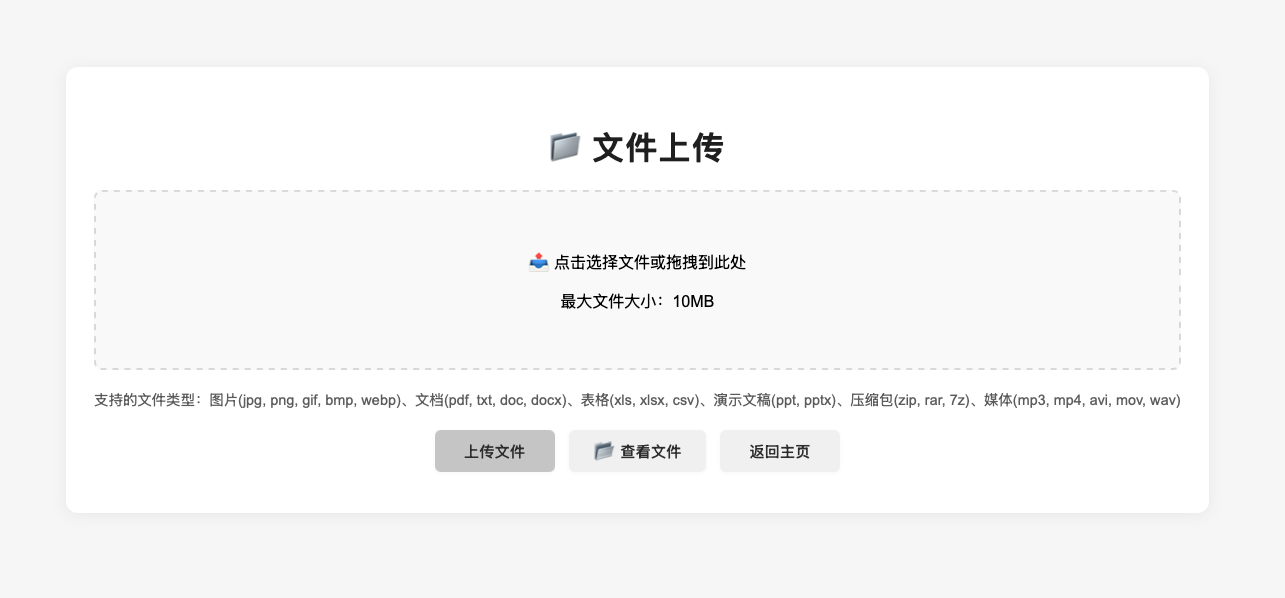 文件上传
点击选择文件或拖拽到此处
最大文件大小：10MB
支持的文件类型：图片(jpg, png, gif, bmp, webp)、文档(pdf, txt, doc, docx)、表格(xls, xlsx, csv)、演示文稿(ppt, pptx)、压缩包(zip, rar, 7z)、媒体(mp3, mp4, avi, mov, wav)
上传文件
查看文件
返回主页